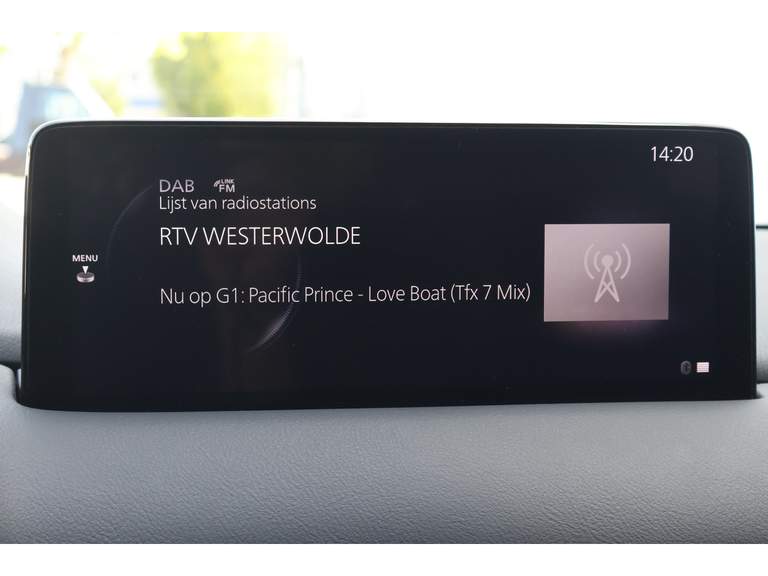 14:20
DAB LINK FM
Lijst van radiostations
RTV WESTERWOLDE
MENU
Nu op G1: Pacific Prince - Love Boat (Tfx 7 Mix)